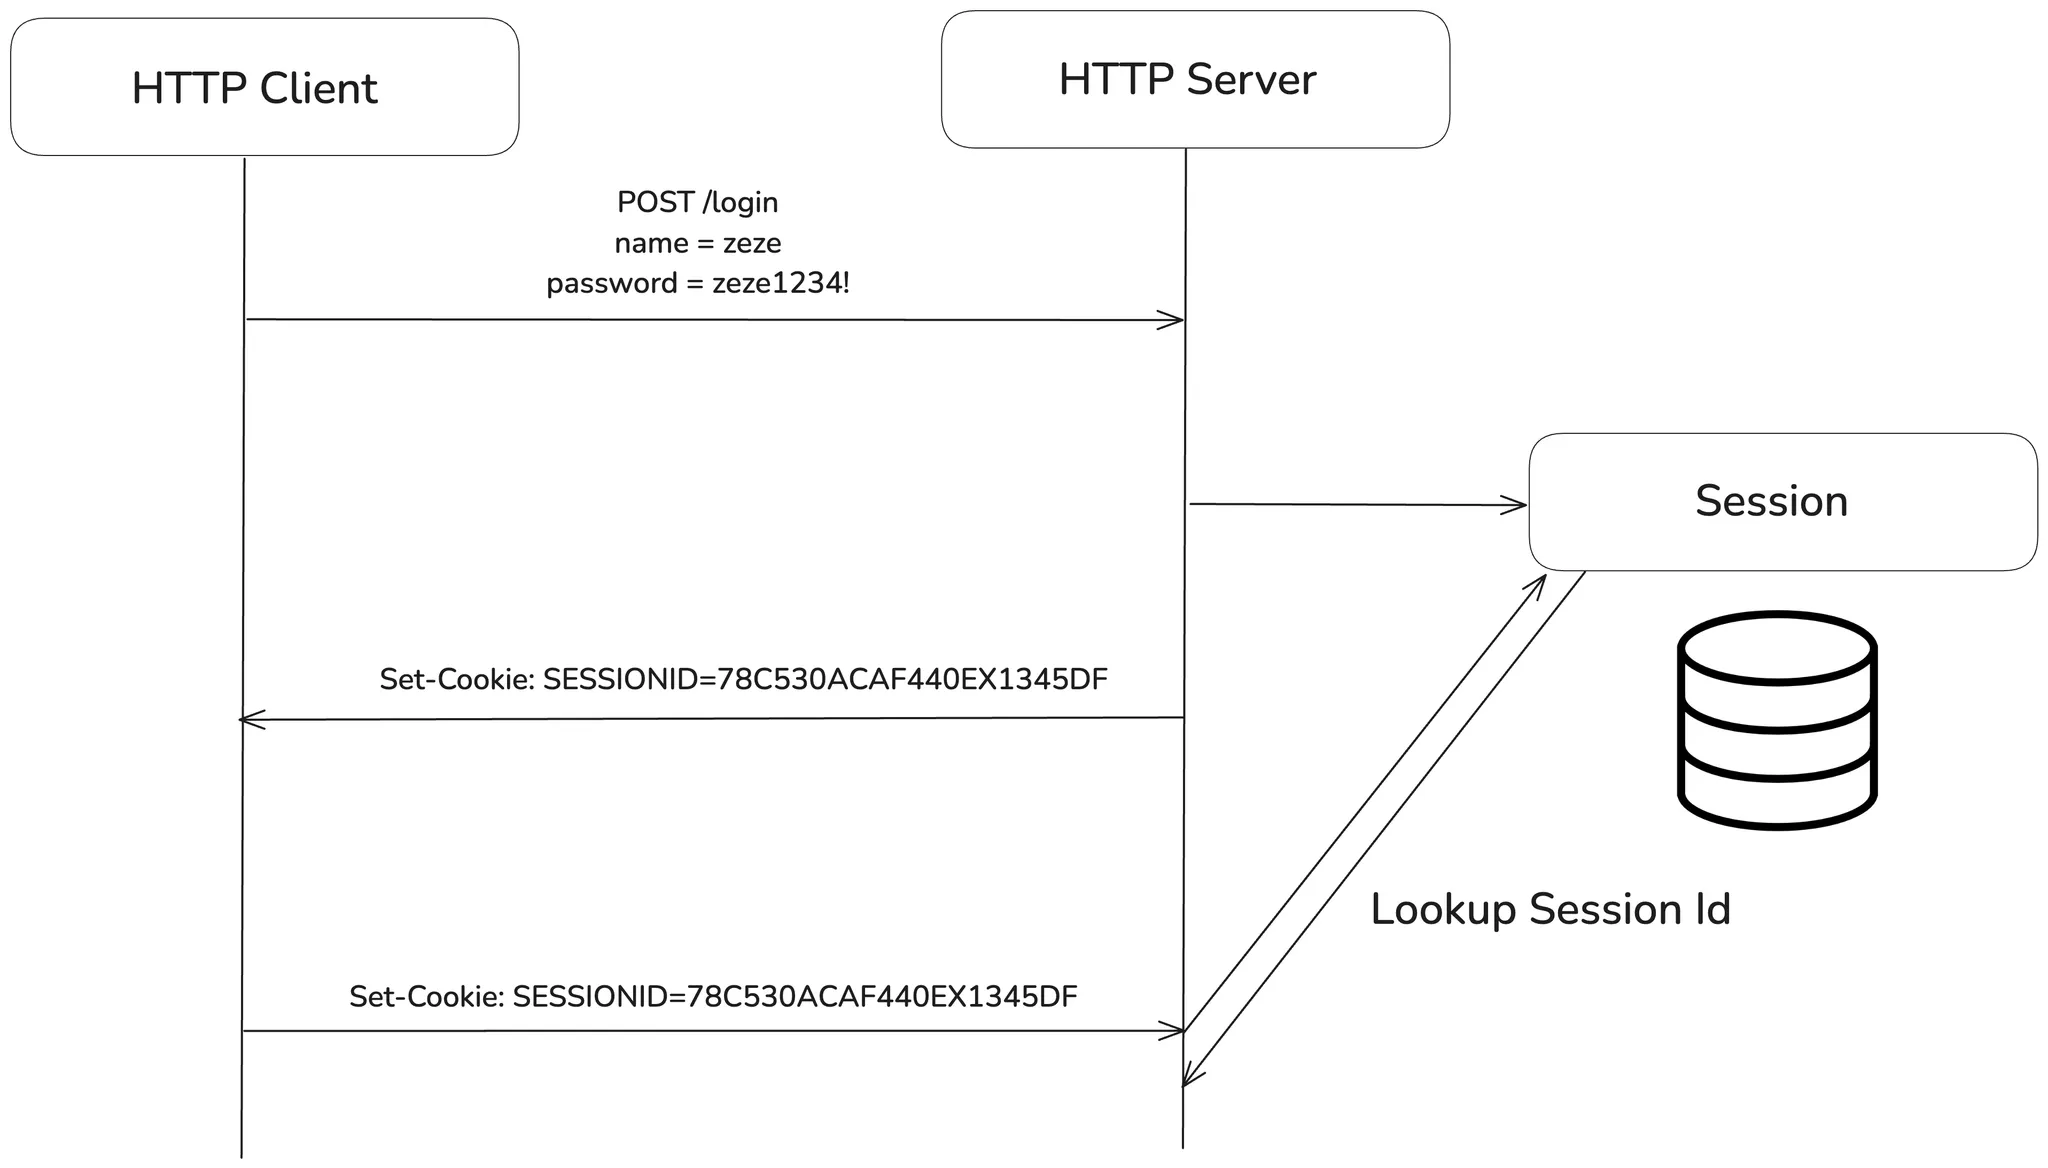 HTTP Client
HTTP Server
POST /login
name = zeze
password = zeze1234!
Session
Set-Cookie: SESSIONID=78C530ACAF440EX1345DF
Lookup Session Id
Set-Cookie: SESSIONID=78C530ACAF440EX1345DF